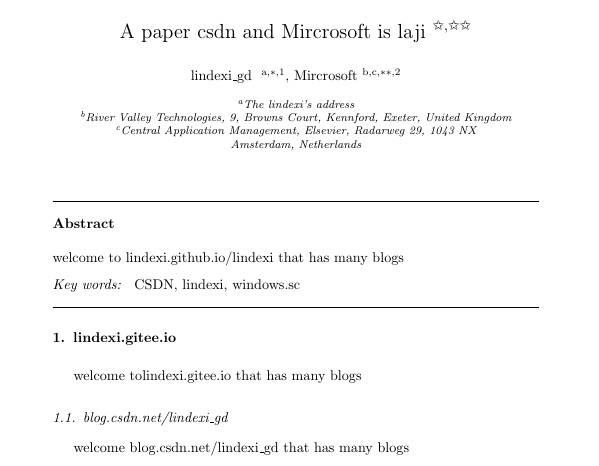 A paper csdn and Mircrosoft is laji ☆,☆☆
lindexi_gd a,∗,1, Mircrosoft b,c,∗∗,2
aThe lindexi's address
bRiver Valley Technologies, 9, Browns Court, Kennford, Exeter, United Kingdom
cCentral Application Management, Elsevier, Radarweg 29, 1043 NX
Amsterdam, Netherlands
Abstract
welcome to lindexi.github.io/lindexi that has many blogs
Key words: CSDN, lindexi, windows.sc
1. lindexi.gitee.io
welcome tolindexi.gitee.io that has many blogs
1.1. blog.csdn.net/lindexi_gd
welcome blog.csdn.net/lindexi_gd that has many blogs